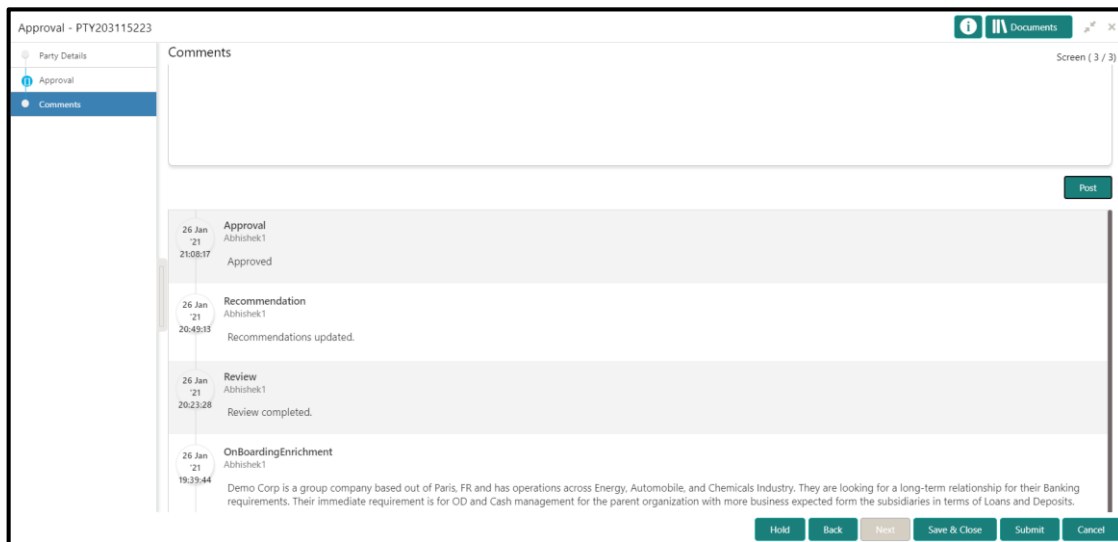 Approval - PTY203115223
Documents
Party Details
Approval
Comments
Comments
Screen ( 3 / 3)
Post
26 Jan
'21
21:08:17
Approval
Abhishek1
Approved
26 Jan
'21
20:49:13
Recommendation
Abhishek1
Recommendations updated.
26 Jan
'21
20:23:28
Review
Abhishek1
Review completed.
26 Jan
'21
19:39:44
OnBoardingEnrichment
Abhishek1
Demo Corp is a group company based out of Paris, FR and has operations across Energy, Automobile, and Chemicals Industry. They are looking for a long-term relationship for their Banking
requirements. Their immediate requirement is for OD and Cash management for the parent organization with more business expected form the subsidiaries in terms of Loans and Deposits.
Hold
Back
Next
Save & Close
Submit
Cancel